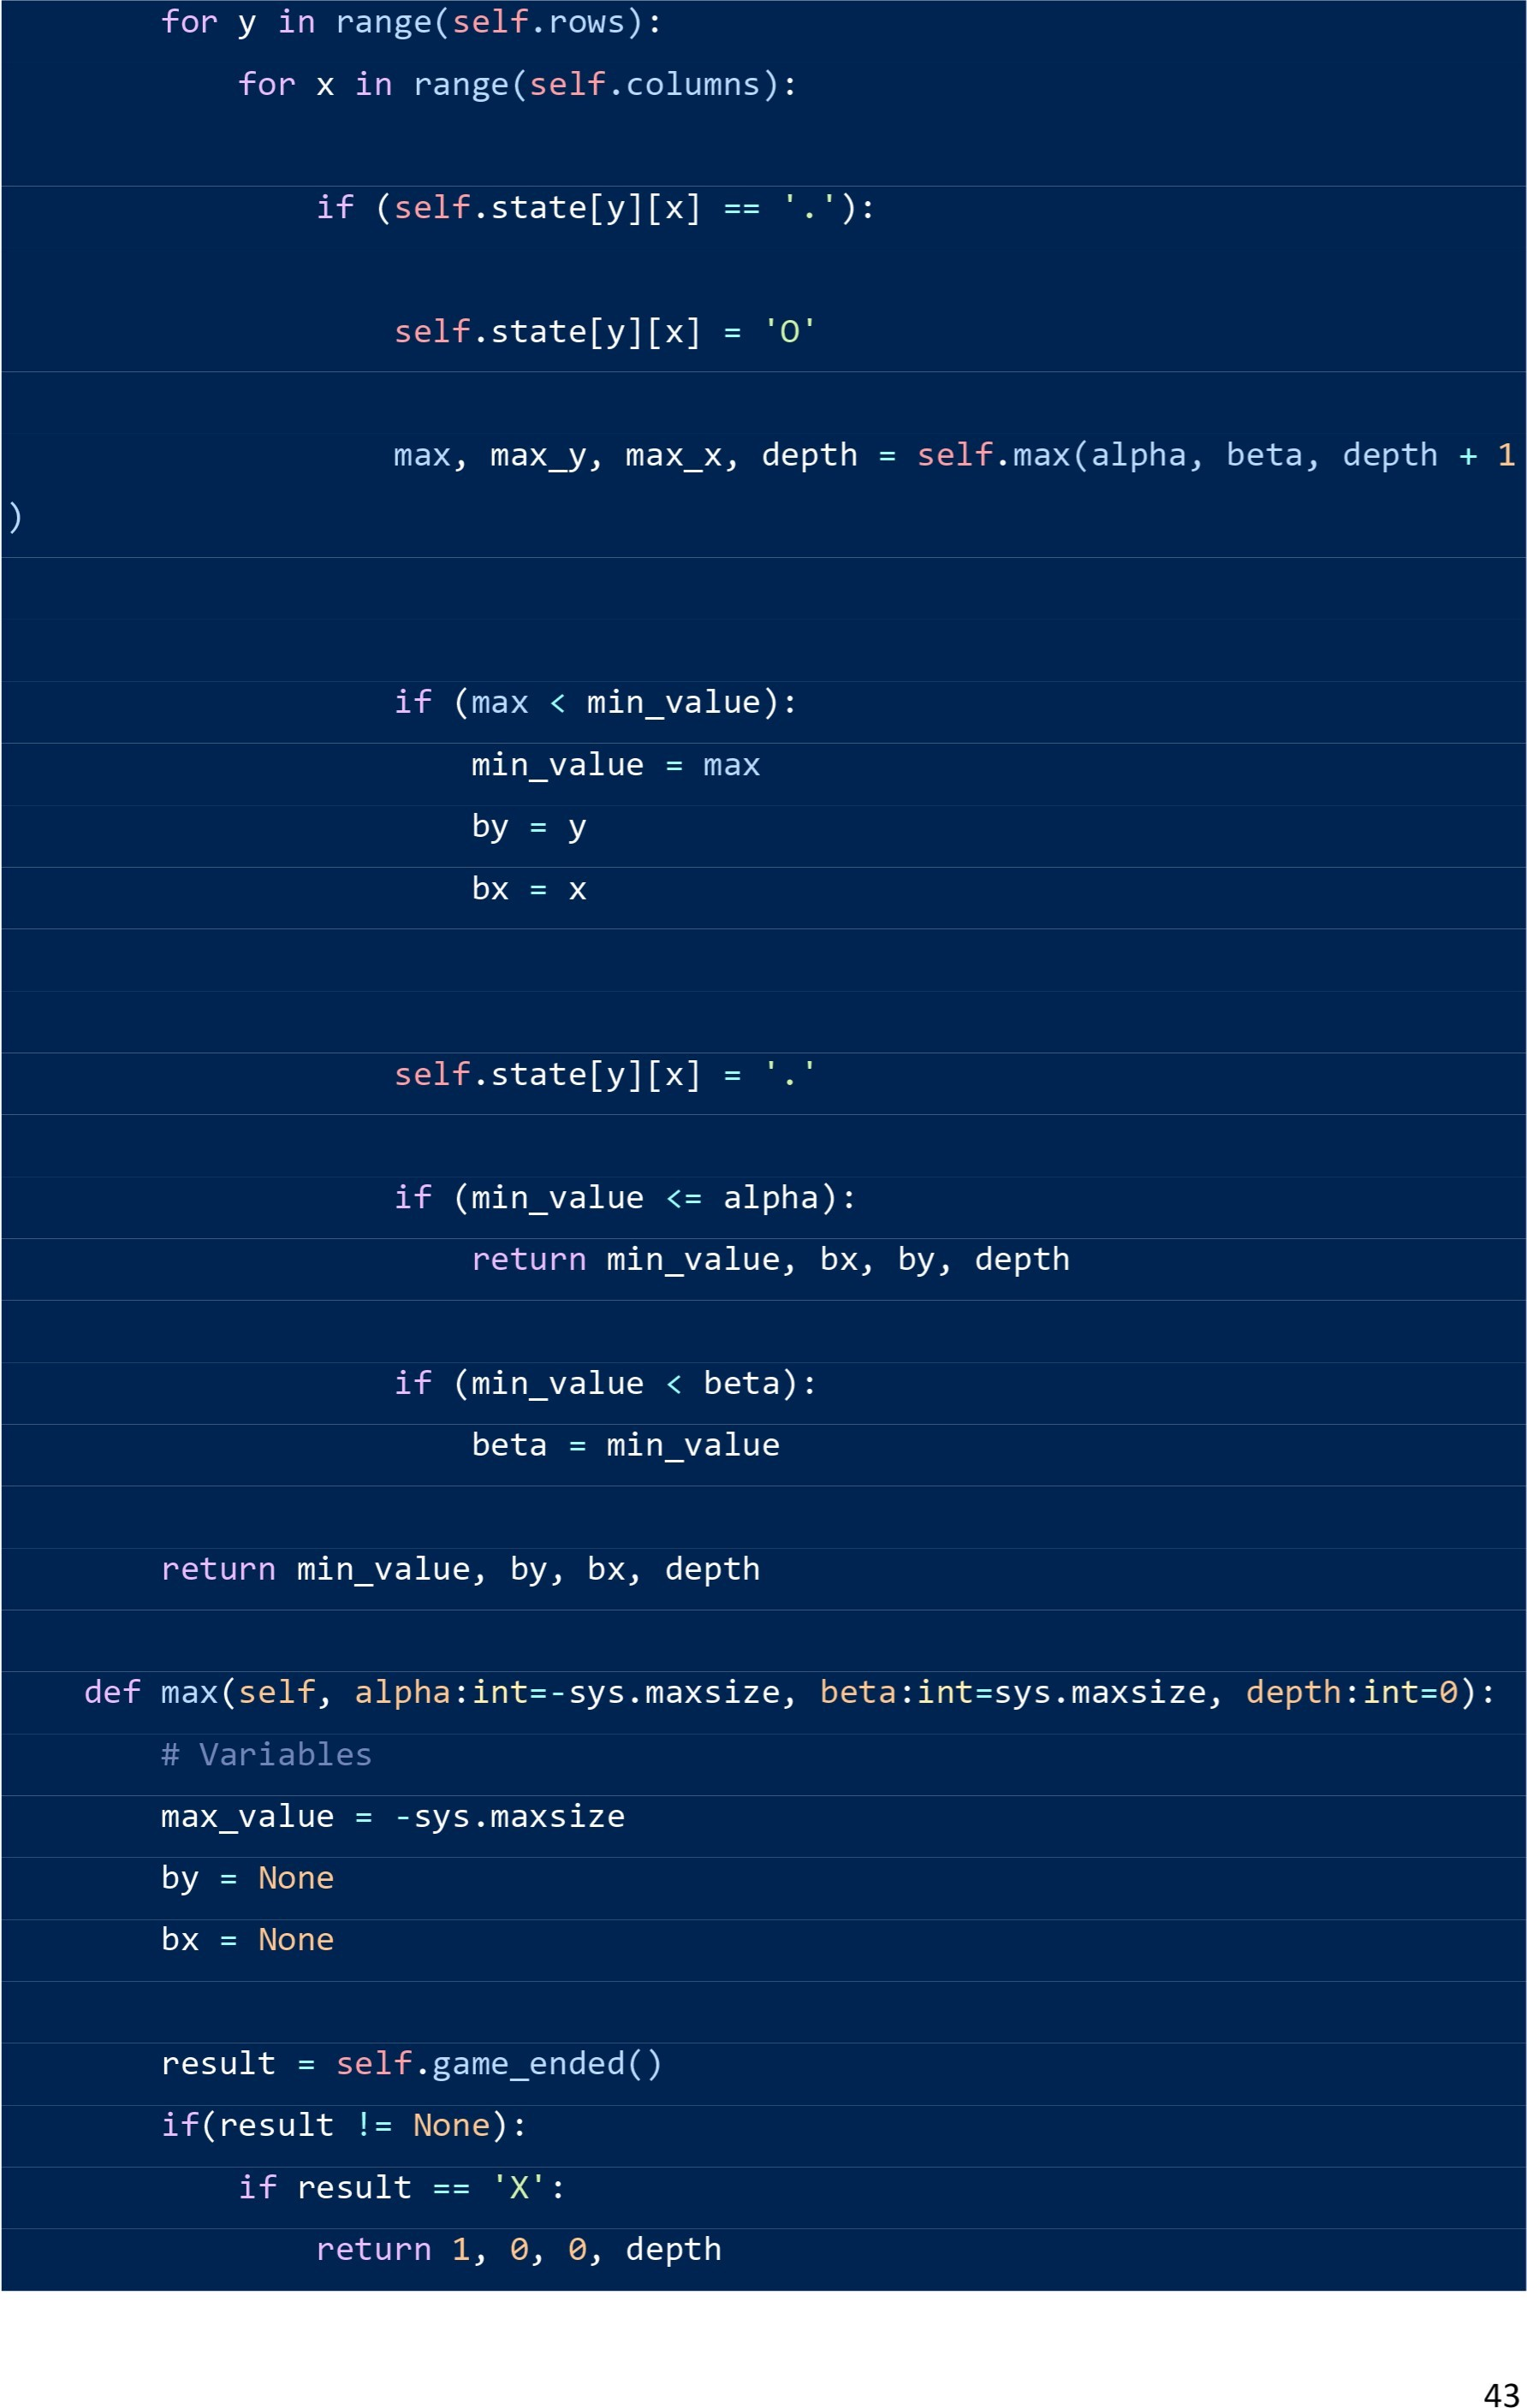 for y in range(self.rows):
            for x in range(self.columns):
                if (self.state[y][x] == '.'):
                    self.state[y][x] = 'O'
                    max, max_y, max_x, depth = self.max(alpha, beta, depth + 1
)
                    if (max < min_value):
                        min_value = max
                        by = y
                        bx = x
                    self.state[y][x] = '.'
                    if (min_value <= alpha):
                        return min_value, bx, by, depth
                    if (min_value < beta):
                        beta = min_value
        return min_value, by, bx, depth
    def max(self, alpha:int=-sys.maxsize, beta:int=sys.maxsize, depth:int=0):
        # Variables
        max_value = -sys.maxsize
        by = None
        bx = None
        result = self.game_ended()
        if(result != None):
            if result == 'X':
                return 1, 0, 0, depth
43